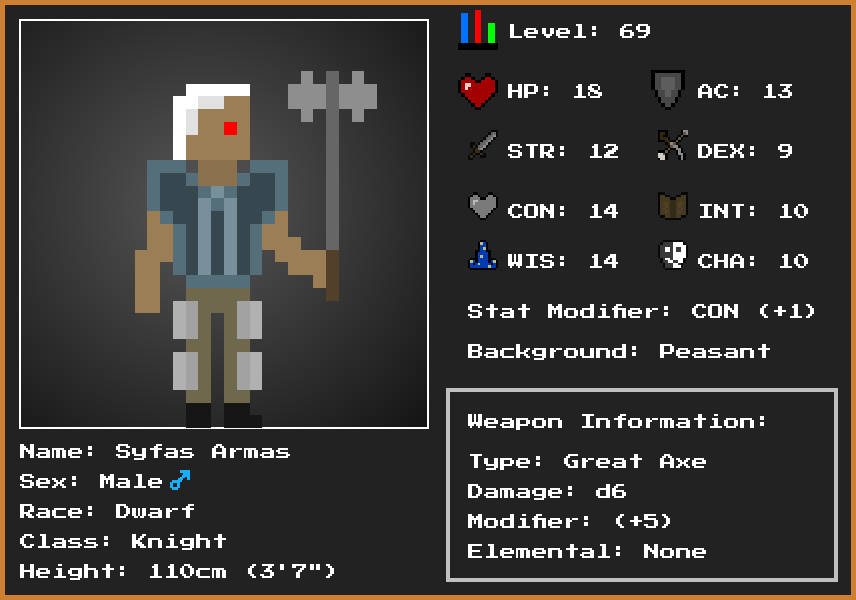 Level: 69
HP: 18 AC: 13
STR: 12 DEX: 9
CON: 14 INT: 10
WIS: 14 CHA: 10
Stat Modifier: CON (+1)
Background: Peasant
Weapon Information:
Type: Great Axe
Damage: d6
Modifier: (+5)
Elemental: None
Name: Syfas Armas
Sex: Male ♂
Race: Dwarf
Class: Knight
Height: 110cm (3'7")